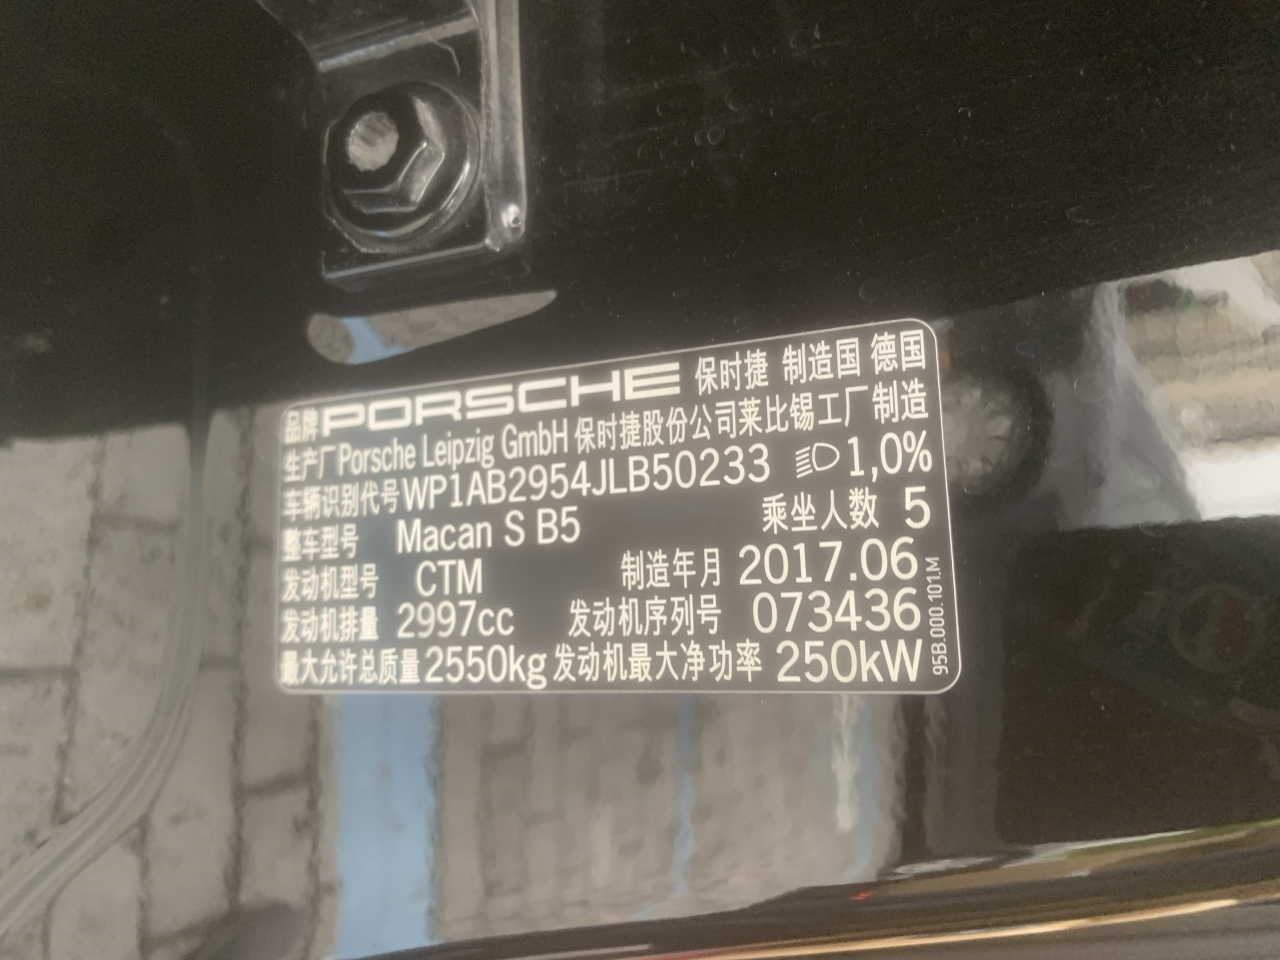 品牌 PORSCHE 保时捷 制造国 德国
生产厂 Porsche Leipzig GmbH 保时捷股份公司莱比锡工厂制造
车辆识别代号 WP1AB2954JLB50233 1,0%
整车型号 Macan S B5 乘坐人数 5
发动机型号 CTM 制造年月 2017.06
发动机排量 2997cc 发动机序列号 073436
最大允许总质量 2550kg 发动机最大净功率 250kW
95B.000.101.M